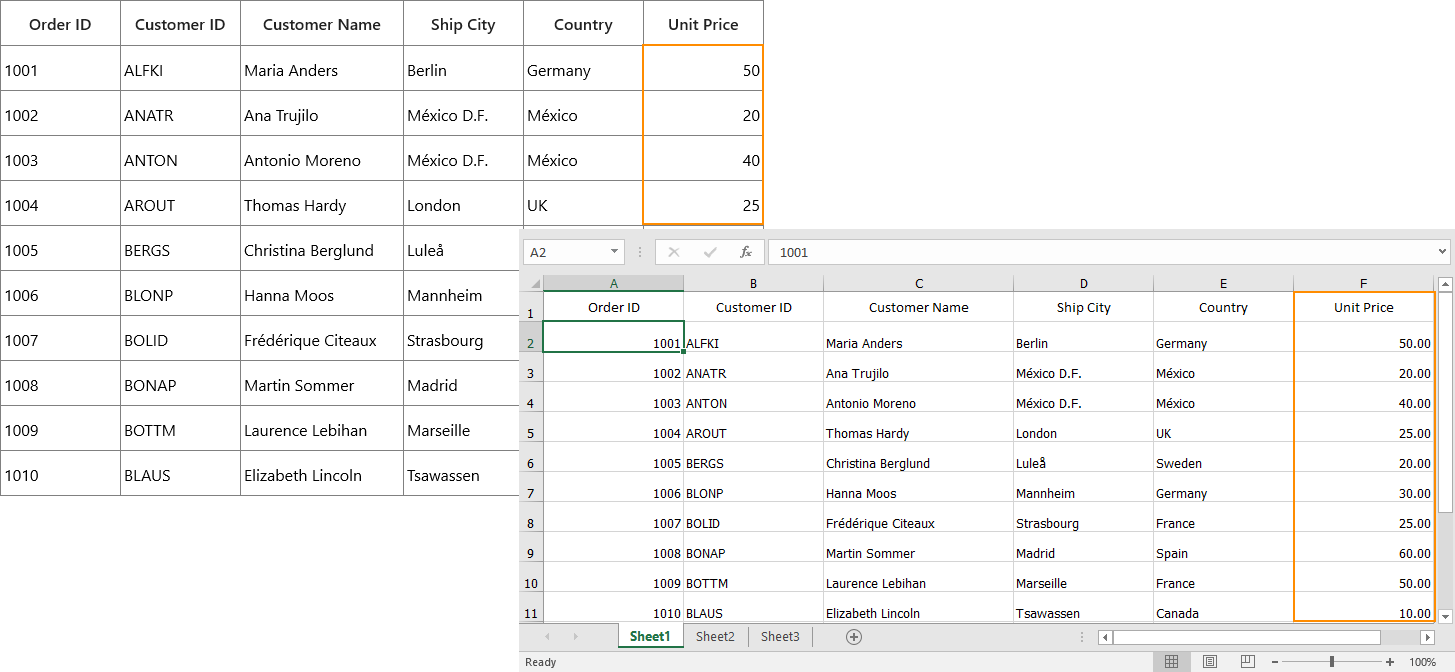 Order ID Customer ID Customer Name Ship City Country Unit Price
1001 ALFKI Maria Anders Berlin Germany 50
1002 ANATR Ana Trujilo México D.F. México 20
1003 ANTON Antonio Moreno México D.F. México 40
1004 AROUT Thomas Hardy London UK 25
1005 BERGS Christina Berglund Luleå
1006 BLONP Hanna Moos Mannheim
1007 BOLID Frédérique Citeaux Strasbourg
1008 BONAP Martin Sommer Madrid
1009 BOTTM Laurence Lebihan Marseille
1010 BLAUS Elizabeth Lincoln Tsawassen
A2 fx 1001
A B C D E F
1 Order ID Customer ID Customer Name Ship City Country Unit Price
2 1001 ALFKI Maria Anders Berlin Germany 50.00
3 1002 ANATR Ana Trujilo México D.F. México 20.00
4 1003 ANTON Antonio Moreno México D.F. México 40.00
5 1004 AROUT Thomas Hardy London UK 25.00
6 1005 BERGS Christina Berglund Luleå Sweden 20.00
7 1006 BLONP Hanna Moos Mannheim Germany 30.00
8 1007 BOLID Frédérique Citeaux Strasbourg France 25.00
9 1008 BONAP Martin Sommer Madrid Spain 60.00
10 1009 BOTTM Laurence Lebihan Marseille France 50.00
11 1010 BLAUS Elizabeth Lincoln Tsawassen Canada 10.00
Sheet1 Sheet2 Sheet3
Ready 100%